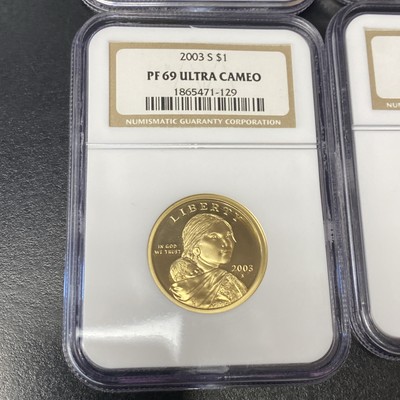 2003 S $1
PF 69 ULTRA CAMEO
1865471-129
NUMISMATIC GUARANTY CORPORATION
LIBERTY
IN GOD
WE TRUST
2003
S